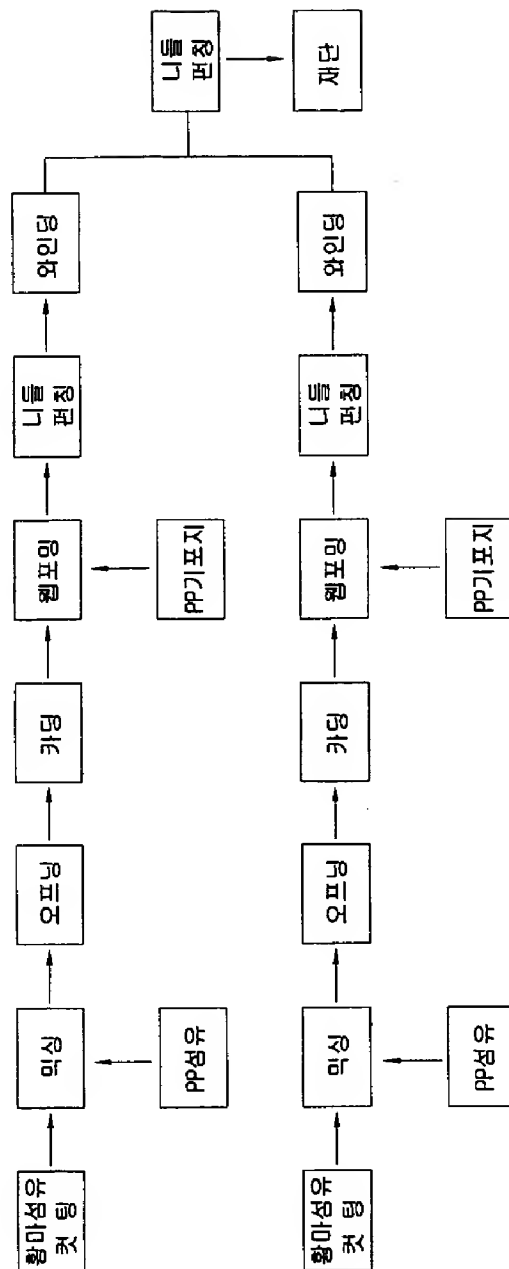 황마섬유
컷 팅
믹싱
오프닝
카딩
웹포밍
니들
펀칭
와인딩
PP섬유
PP기포지
니들
펀칭
재단
황마섬유
컷 팅
믹싱
오프닝
카딩
웹포밍
니들
펀칭
와인딩
PP섬유
PP기포지